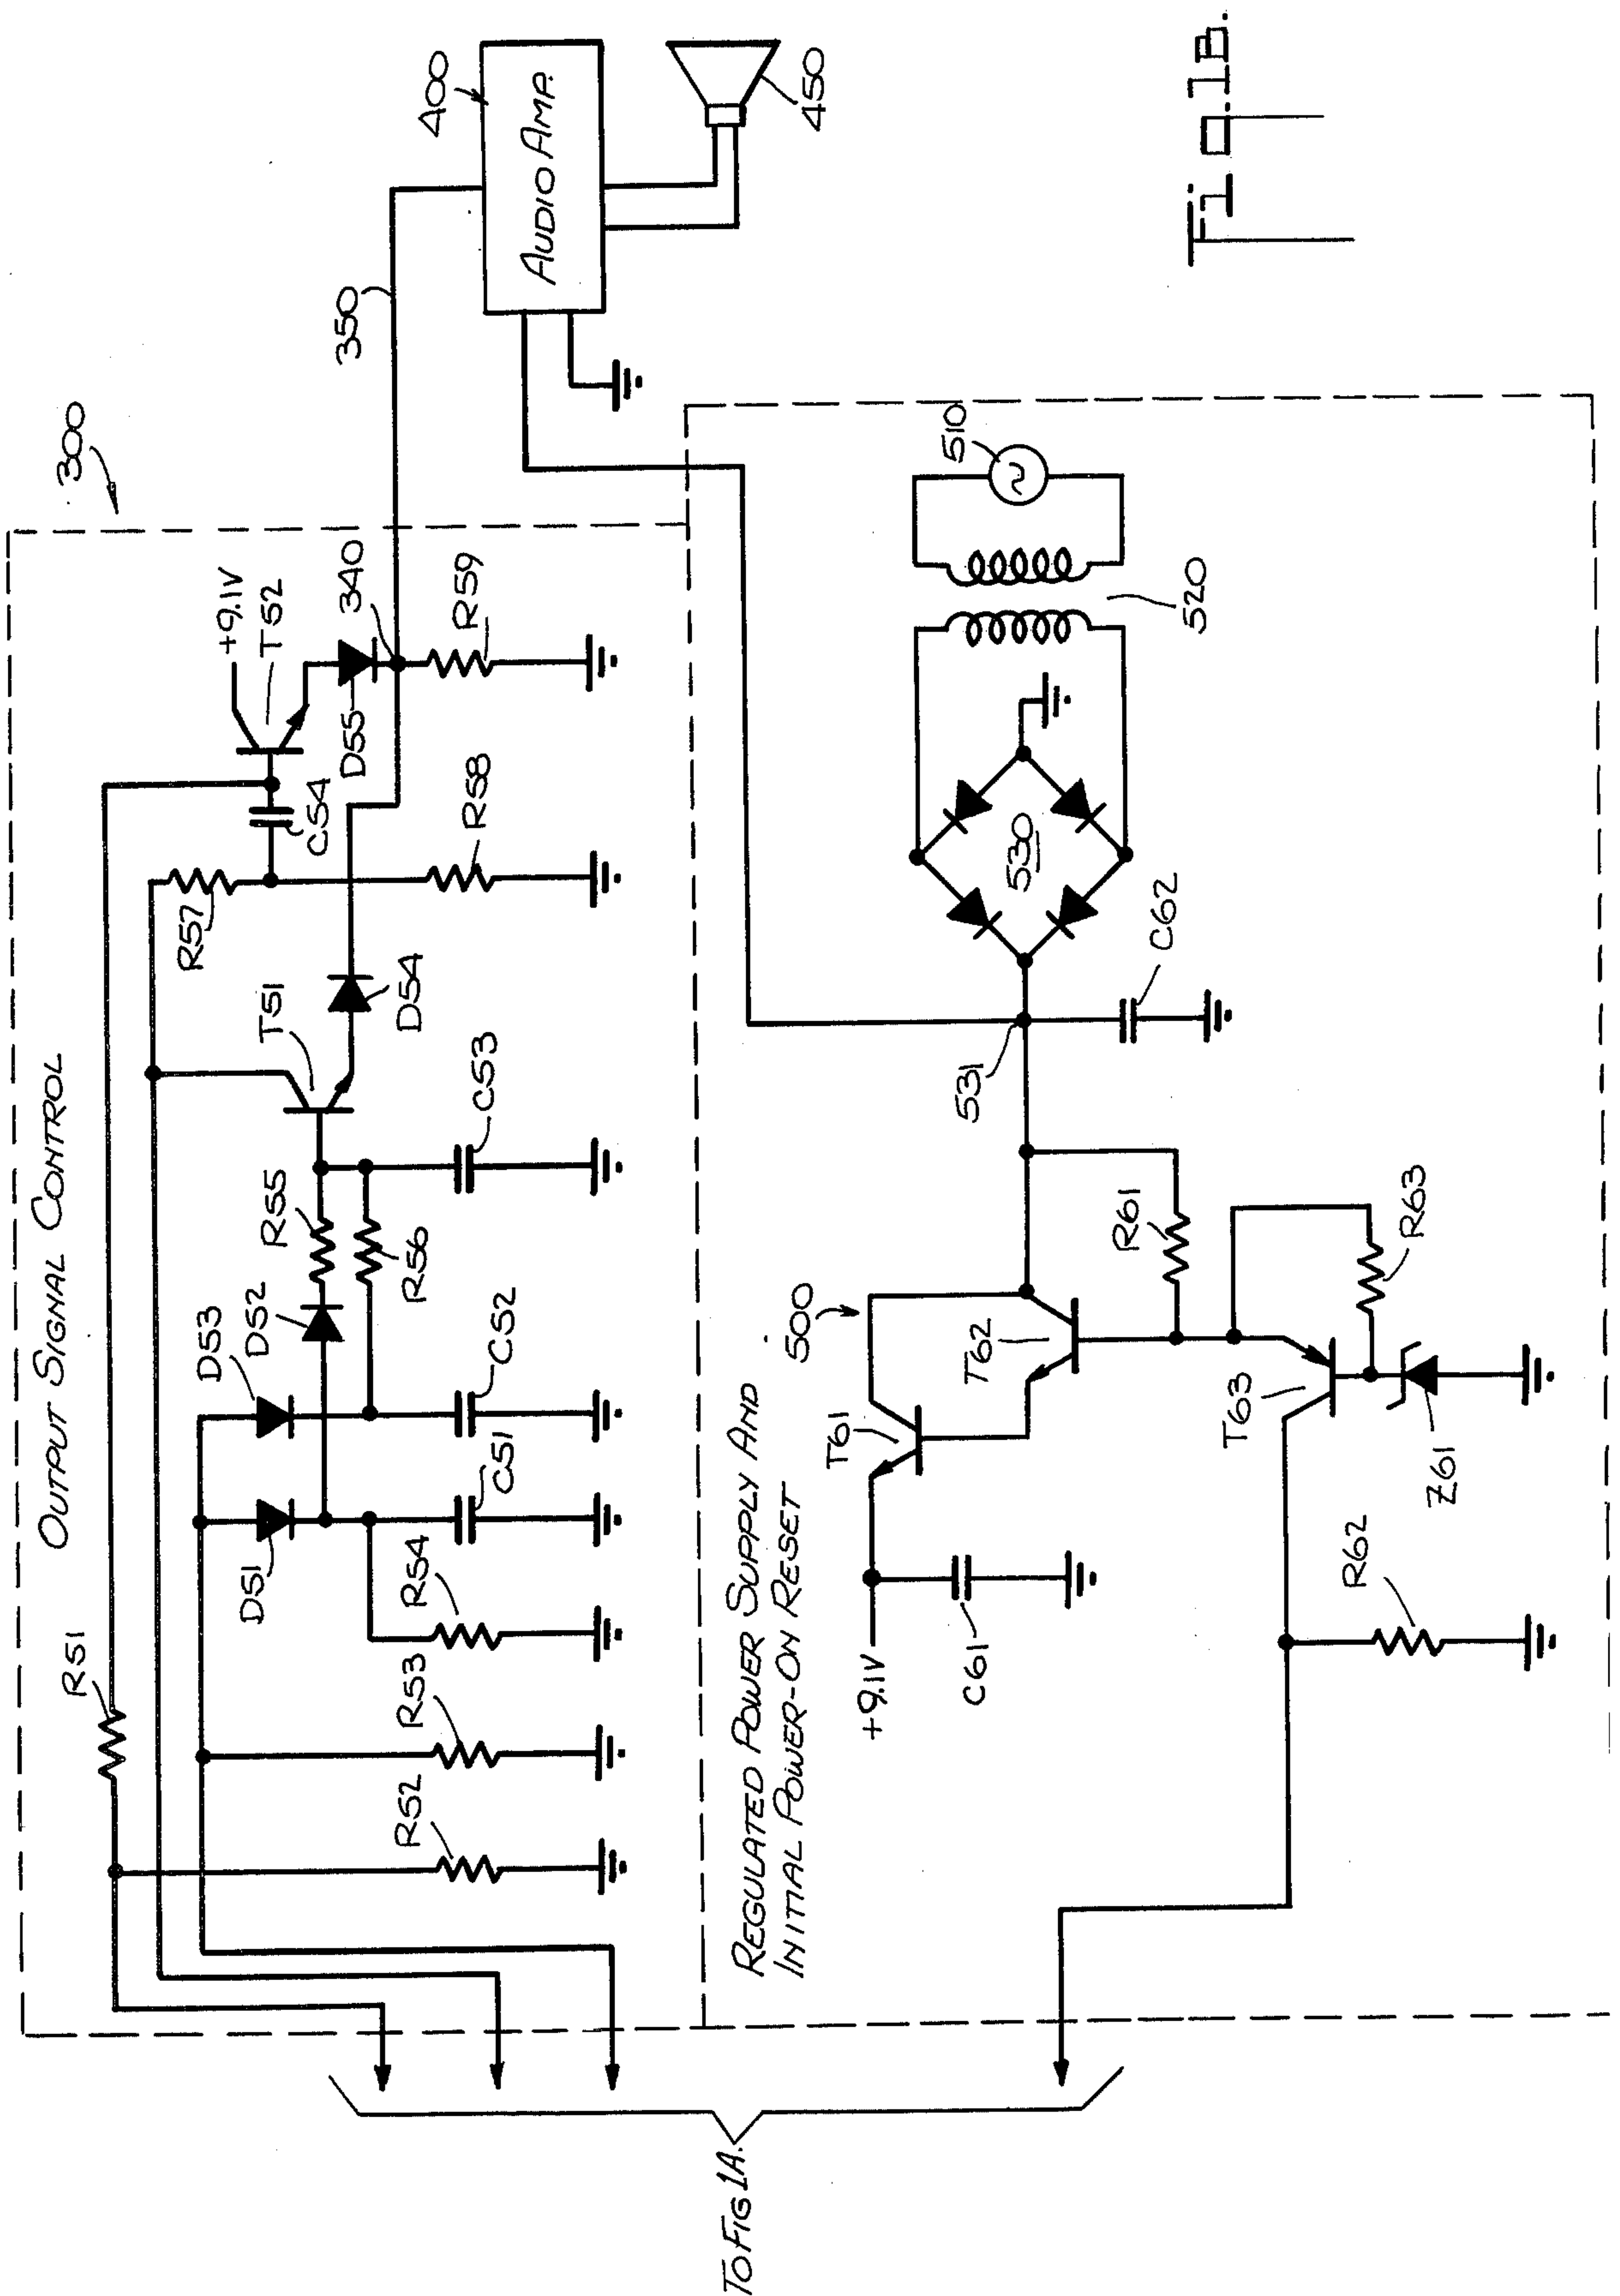 300
OUTPUT SIGNAL CONTROL
R51
R52
R53
R54
D51
C51
D53
D52
C52
R55
R56
C53
T51
D54
R57
C54
R58
+9.1V
T52
D55
340
R59
350
400
AUDIO AMP.
450
REGULATED POWER SUPPLY AND
INITIAL POWER-ON RESET
500
+9.1V
C61
T61
T62
R61
531
C62
530
520
510
R62
T63
Z61
R63
TO FIG 1A.
Fig. 1B.